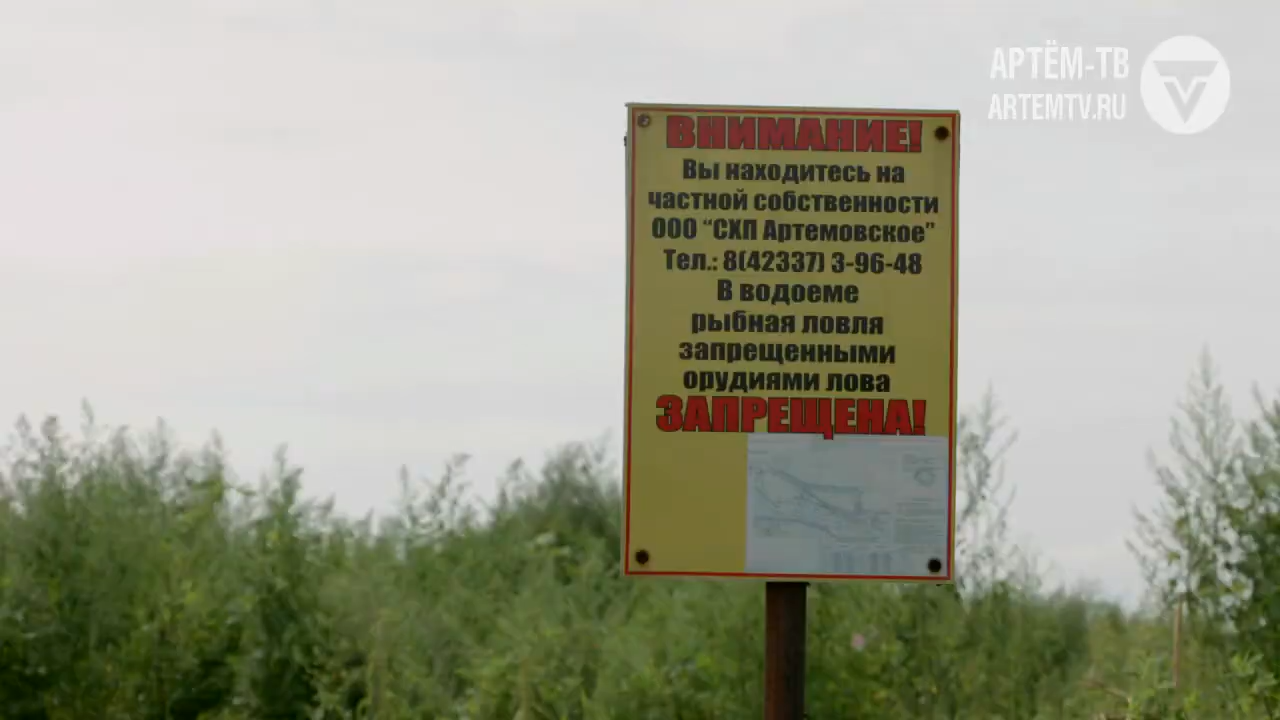 АРТЁМ-ТВ
ARTEMTV.RU
ВНИМАНИЕ!
Вы находитесь на
частной собственности
ООО “СХП Артемовское”
Тел.: 8(42337) 3-96-48
В водоеме
рыбная ловля
запрещенными
орудиями лова
ЗАПРЕЩЕНА!